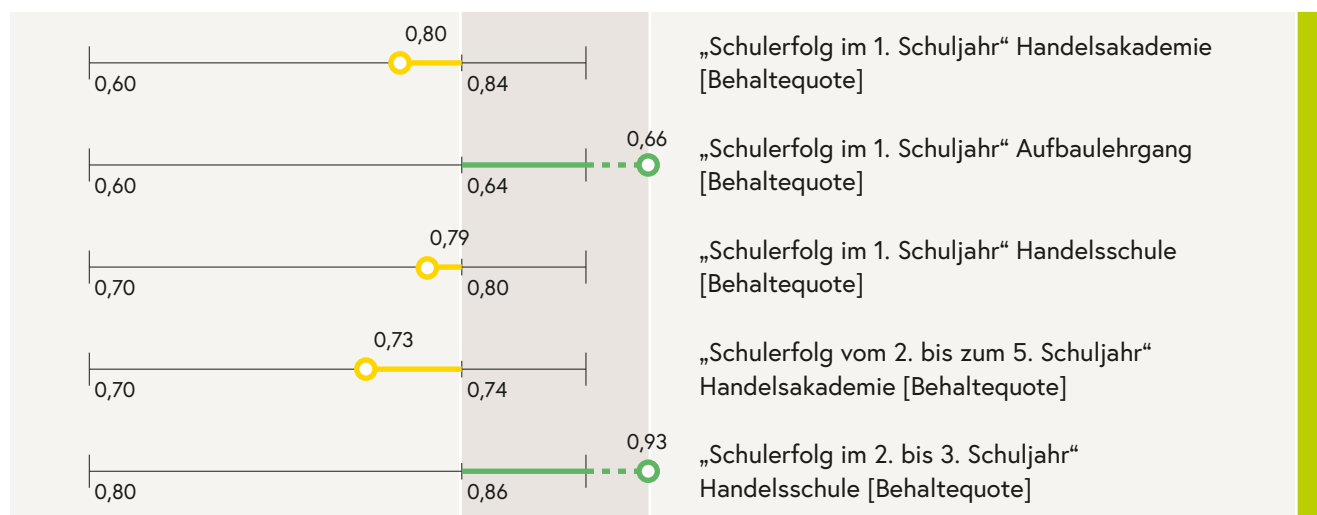 0,80
0,60
0,84
„Schulerfolg im 1. Schuljahr“ Handelsakademie
[Behaltequote]
0,66
0,60
0,64
„Schulerfolg im 1. Schuljahr“ Aufbaulehrgang
[Behaltequote]
0,79
0,70
0,80
„Schulerfolg im 1. Schuljahr“ Handelsschule
[Behaltequote]
0,73
0,70
0,74
„Schulerfolg vom 2. bis zum 5. Schuljahr“
Handelsakademie [Behaltequote]
0,93
0,80
0,86
„Schulerfolg im 2. bis 3. Schuljahr“
Handelsschule [Behaltequote]